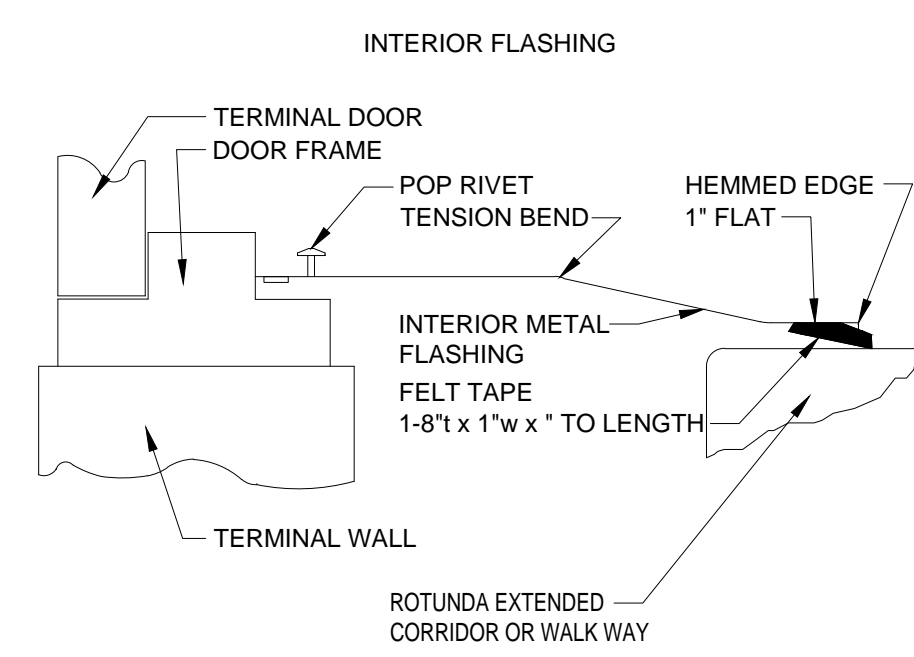 INTERIOR FLASHING
TERMINAL DOOR
DOOR FRAME
POP RIVET
TENSION BEND
HEMMED EDGE
1" FLAT
INTERIOR METAL
FLASHING
FELT TAPE
1-8"t x 1"w x " TO LENGTH
TERMINAL WALL
ROTUNDA EXTENDED
CORRIDOR OR WALK WAY